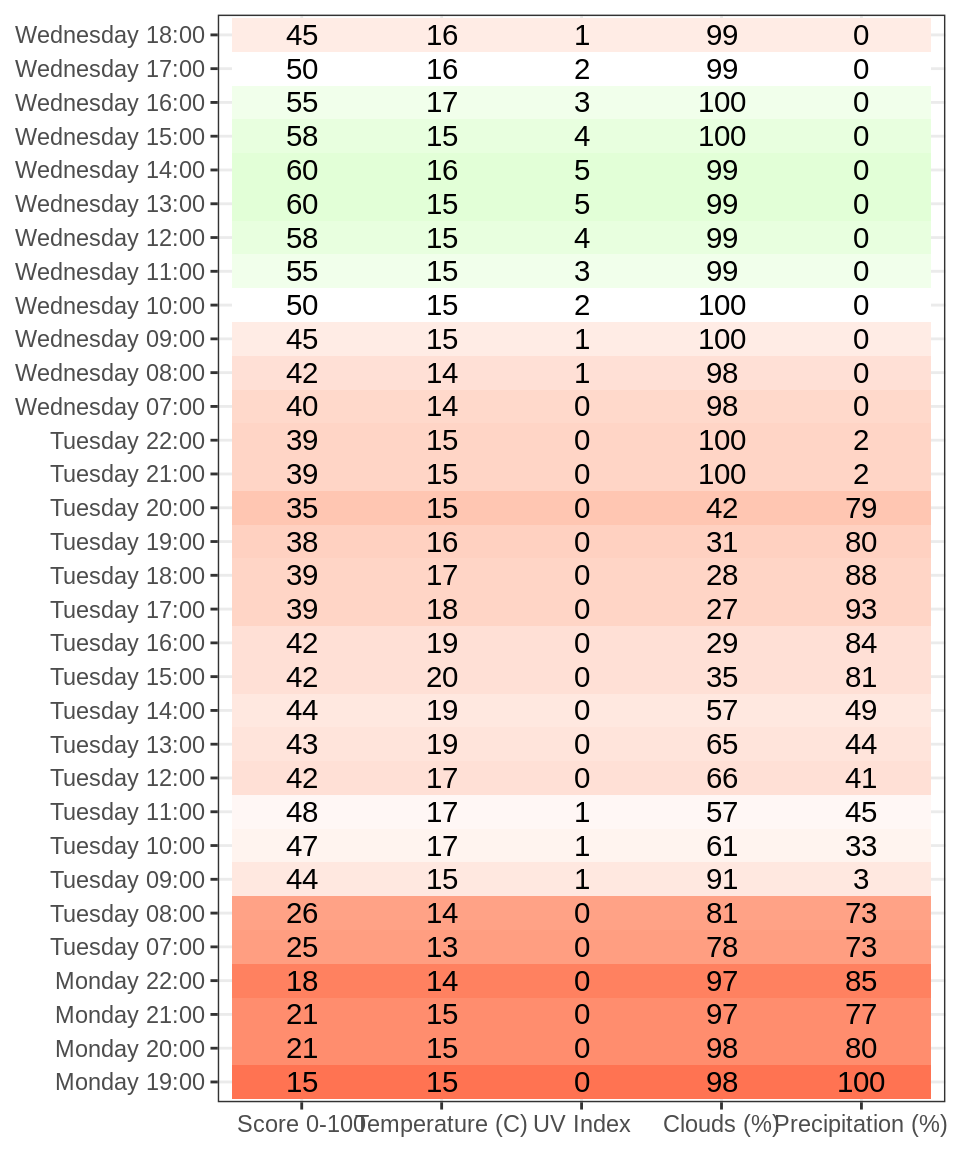 Wednesday 18:00 45 16 1 99 0
Wednesday 17:00 50 16 2 99 0
Wednesday 16:00 55 17 3 100 0
Wednesday 15:00 58 15 4 100 0
Wednesday 14:00 60 16 5 99 0
Wednesday 13:00 60 15 5 99 0
Wednesday 12:00 58 15 4 99 0
Wednesday 11:00 55 15 3 99 0
Wednesday 10:00 50 15 2 100 0
Wednesday 09:00 45 15 1 100 0
Wednesday 08:00 42 14 1 98 0
Wednesday 07:00 40 14 0 98 0
Tuesday 22:00 39 15 0 100 2
Tuesday 21:00 39 15 0 100 2
Tuesday 20:00 35 15 0 42 79
Tuesday 19:00 38 16 0 31 80
Tuesday 18:00 39 17 0 28 88
Tuesday 17:00 39 18 0 27 93
Tuesday 16:00 42 19 0 29 84
Tuesday 15:00 42 20 0 35 81
Tuesday 14:00 44 19 0 57 49
Tuesday 13:00 43 19 0 65 44
Tuesday 12:00 42 17 0 66 41
Tuesday 11:00 48 17 1 57 45
Tuesday 10:00 47 17 1 61 33
Tuesday 09:00 44 15 1 91 3
Tuesday 08:00 26 14 0 81 73
Tuesday 07:00 25 13 0 78 73
Monday 22:00 18 14 0 97 85
Monday 21:00 21 15 0 97 77
Monday 20:00 21 15 0 98 80
Monday 19:00 15 15 0 98 100
Score 0-100 Temperature (C) UV Index Clouds (%) Precipitation (%)